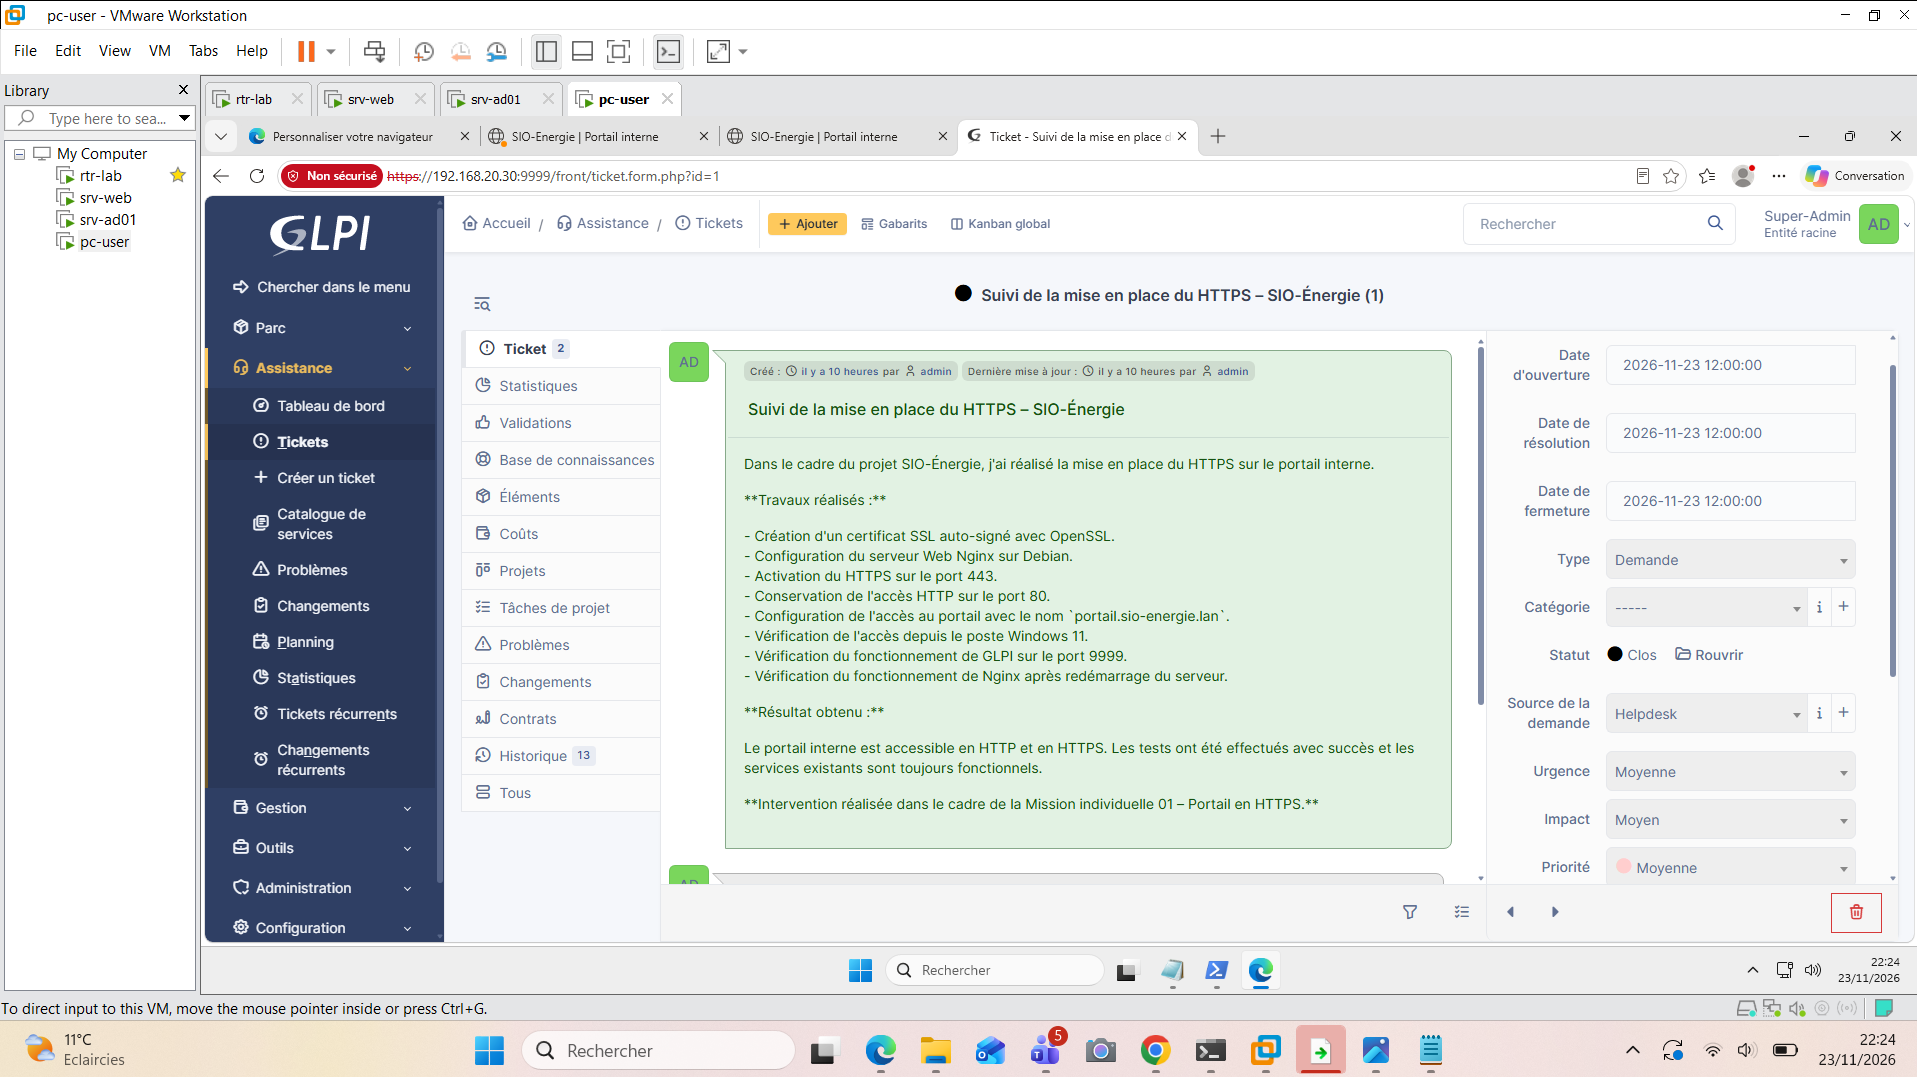 pc-user - VMware Workstation
File Edit View VM Tabs Help
Library
Type here to sea...
My Computer
rtr-lab
srv-web
srv-ad01
pc-user
rtr-lab srv-web srv-ad01 pc-user
Personnaliser votre navigateur SIO-Energie | Portail interne SIO-Energie | Portail interne Ticket - Suivi de la mise en place d
Non sécurisé https://192.168.20.30:9999/front/ticket.form.php?id=1 Conversation
GLPI
Chercher dans le menu
Parc
Assistance
Tableau de bord
Tickets
Créer un ticket
Catalogue de
services
Problèmes
Changements
Planning
Statistiques
Tickets récurrents
Changements
récurrents
Gestion
Outils
Administration
Configuration
Accueil / Assistance / Tickets Ajouter Gabarits Kanban global
Rechercher
Super-Admin
Entité racine
AD
Suivi de la mise en place du HTTPS – SIO-Énergie (1)
Ticket 2
Statistiques
Validations
Base de connaissances
Éléments
Coûts
Projets
Tâches de projet
Problèmes
Changements
Contrats
Historique 13
Tous
AD
Créé : il y a 10 heures par admin Dernière mise à jour : il y a 10 heures par admin
Suivi de la mise en place du HTTPS – SIO-Énergie
Dans le cadre du projet SIO-Énergie, j'ai réalisé la mise en place du HTTPS sur le portail interne.
**Travaux réalisés :**
- Création d'un certificat SSL auto-signé avec OpenSSL.
- Configuration du serveur Web Nginx sur Debian.
- Activation du HTTPS sur le port 443.
- Conservation de l'accès HTTP sur le port 80.
- Configuration de l'accès au portail avec le nom `portail.sio-energie.lan`.
- Vérification de l'accès depuis le poste Windows 11.
- Vérification du fonctionnement de GLPI sur le port 9999.
- Vérification du fonctionnement de Nginx après redémarrage du serveur.
**Résultat obtenu :**
Le portail interne est accessible en HTTP et en HTTPS. Les tests ont été effectués avec succès et les
services existants sont toujours fonctionnels.
**Intervention réalisée dans le cadre de la Mission individuelle 01 – Portail en HTTPS.**
AD
Date
d'ouverture
2026-11-23 12:00:00
Date de
résolution
2026-11-23 12:00:00
Date de
fermeture
2026-11-23 12:00:00
Type Demande
Catégorie -----
Statut Clos Rouvrir
Source de la
demande
Helpdesk
Urgence Moyenne
Impact Moyen
Priorité Moyenne
Rechercher
22:24
23/11/2026
To direct input to this VM, move the mouse pointer inside or press Ctrl+G.
11°C
Eclaircies
Rechercher
5
22:24
23/11/2026